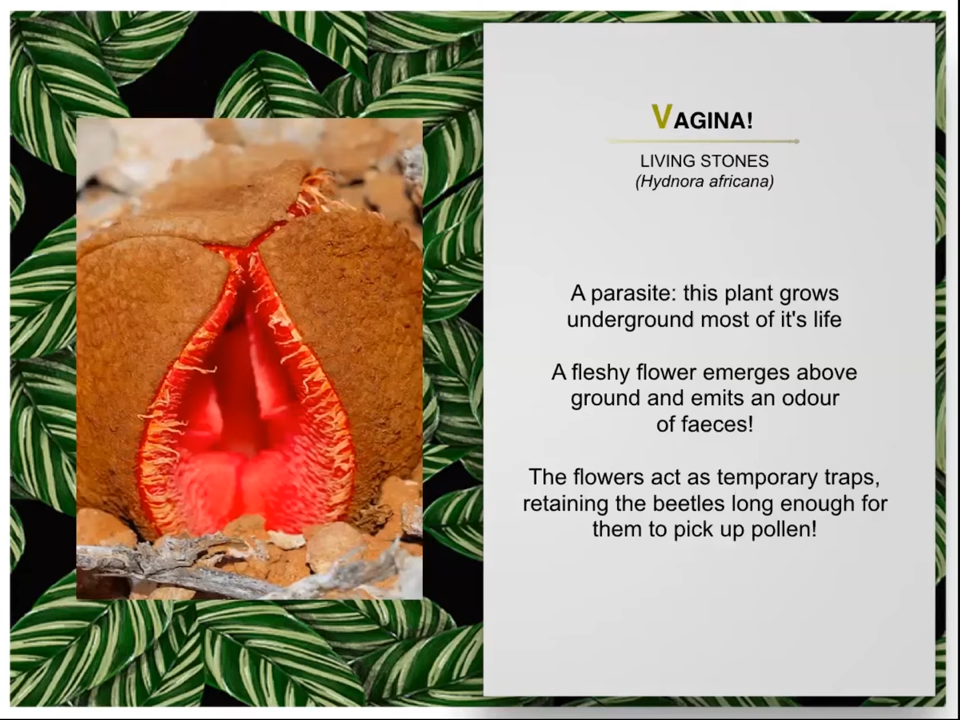 VAGINA!
LIVING STONES
(Hydnora africana)
A parasite: this plant grows
underground most of it's life
A fleshy flower emerges above
ground and emits an odour
of faeces!
The flowers act as temporary traps,
retaining the beetles long enough for
them to pick up pollen!